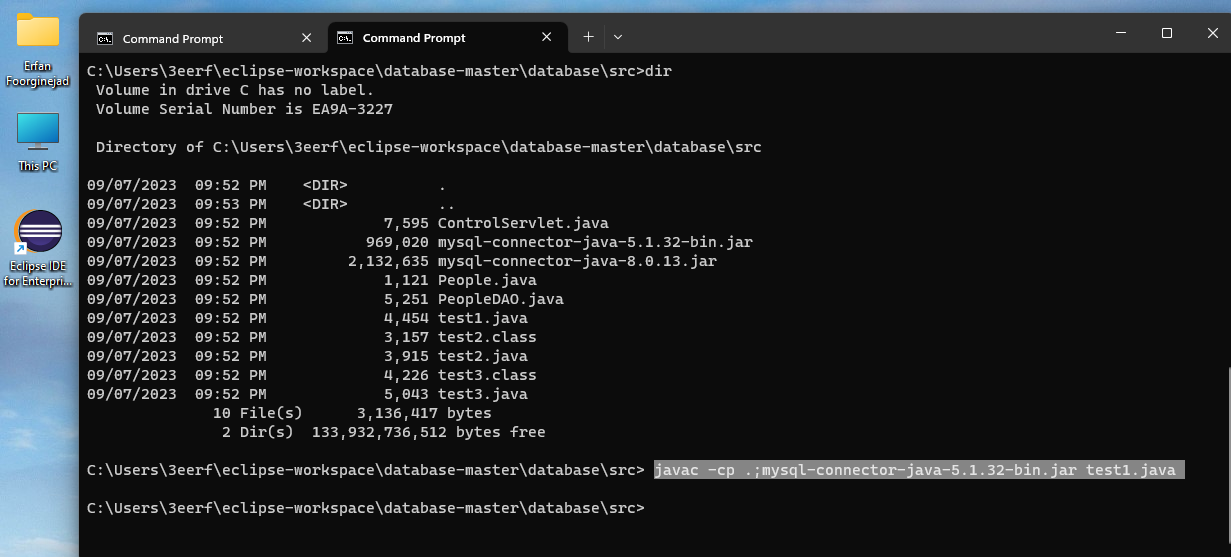 Erfan
Foorginejad
This PC
Eclipse IDE
for Enterpri...
Command Prompt
Command Prompt
C:\Users\3eerf\eclipse-workspace\database-master\database\src>dir
 Volume in drive C has no label.
 Volume Serial Number is EA9A-3227
 Directory of C:\Users\3eerf\eclipse-workspace\database-master\database\src
09/07/2023  09:52 PM    <DIR>          .
09/07/2023  09:53 PM    <DIR>          ..
09/07/2023  09:52 PM             7,595 ControlServlet.java
09/07/2023  09:52 PM           969,020 mysql-connector-java-5.1.32-bin.jar
09/07/2023  09:52 PM         2,132,635 mysql-connector-java-8.0.13.jar
09/07/2023  09:52 PM             1,121 People.java
09/07/2023  09:52 PM             5,251 PeopleDAO.java
09/07/2023  09:52 PM             4,454 test1.java
09/07/2023  09:52 PM             3,157 test2.class
09/07/2023  09:52 PM             3,915 test2.java
09/07/2023  09:52 PM             4,226 test3.class
09/07/2023  09:52 PM             5,043 test3.java
              10 File(s)      3,136,417 bytes
               2 Dir(s)  133,932,736,512 bytes free
C:\Users\3eerf\eclipse-workspace\database-master\database\src> javac -cp .;mysql-connector-java-5.1.32-bin.jar test1.java
C:\Users\3eerf\eclipse-workspace\database-master\database\src>